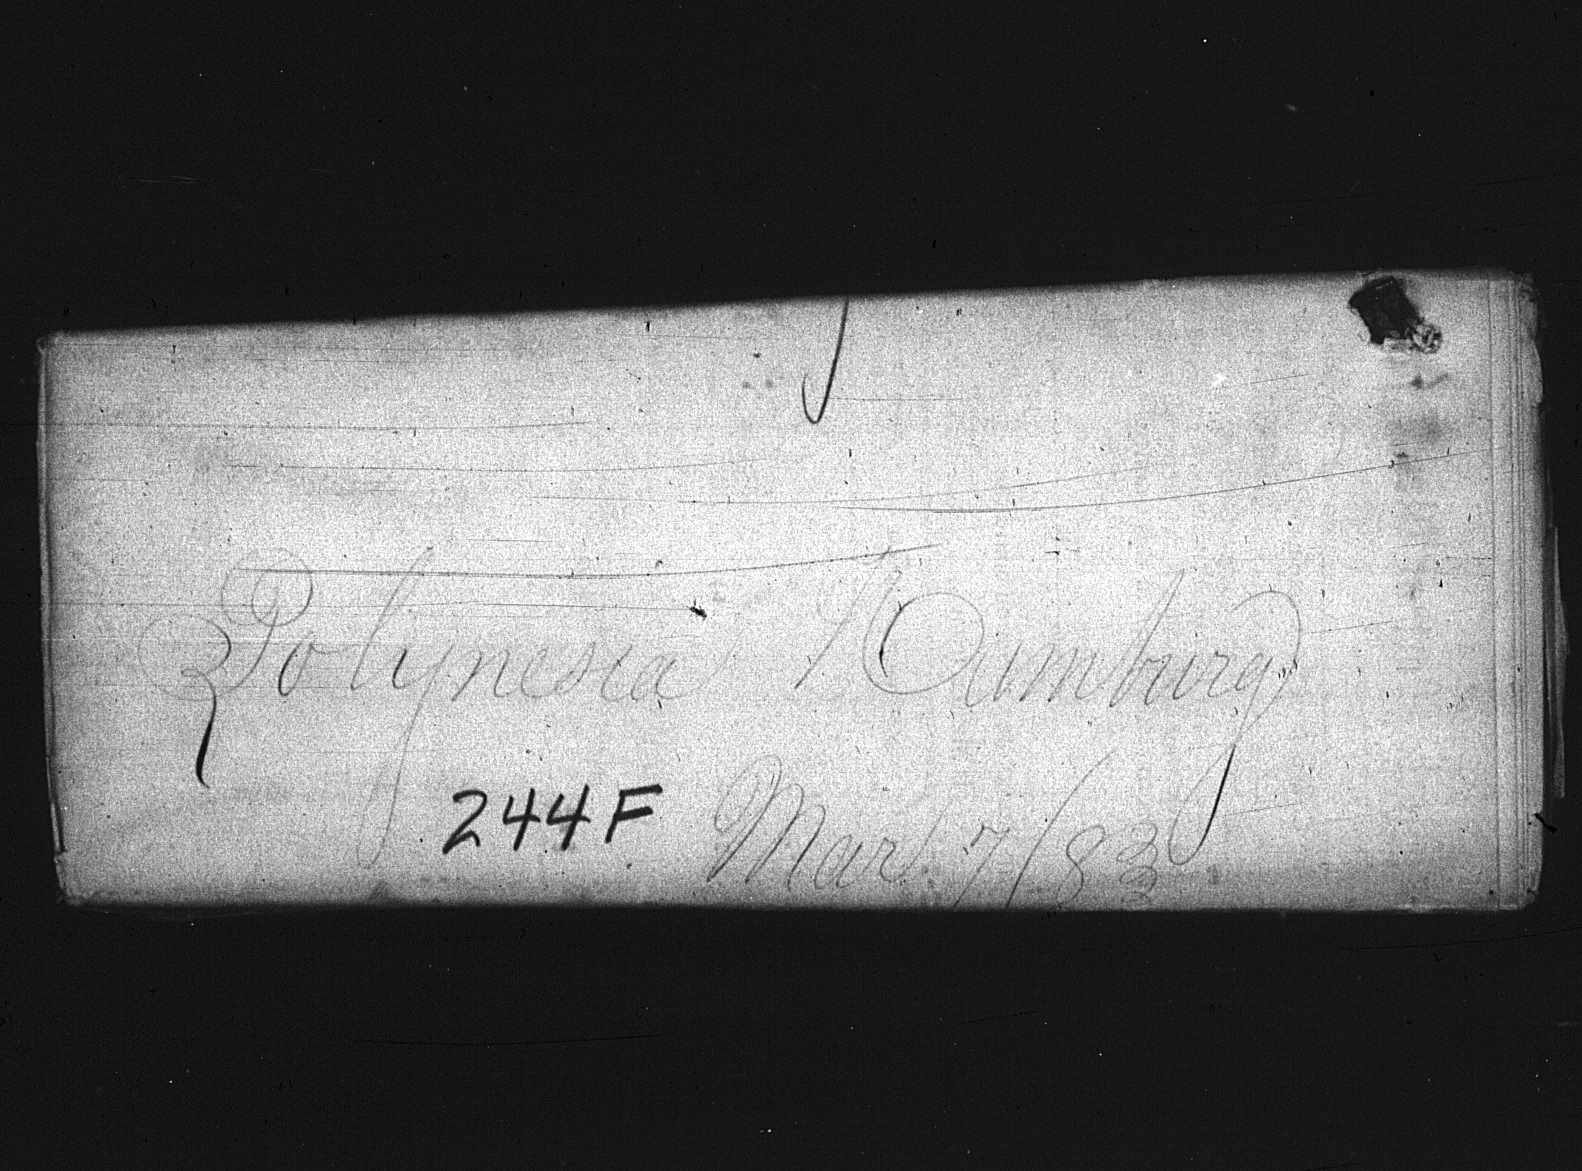 Polynesia Hamburg
244F Mar. 7/83